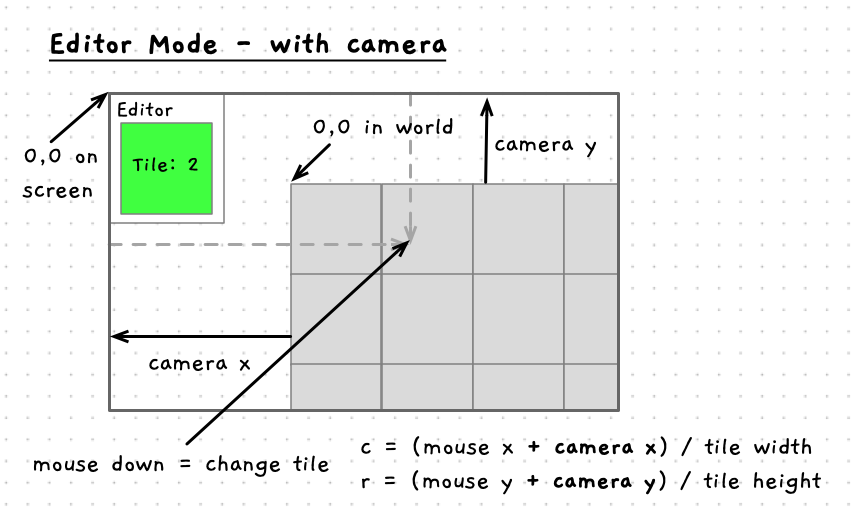 Editor Mode - with camera
Editor
Tile: 2
0,0 on
screen
0,0 in world
camera y
camera x
mouse down = change tile
c = (mouse x + camera x) / tile width
r = (mouse y + camera y) / tile height